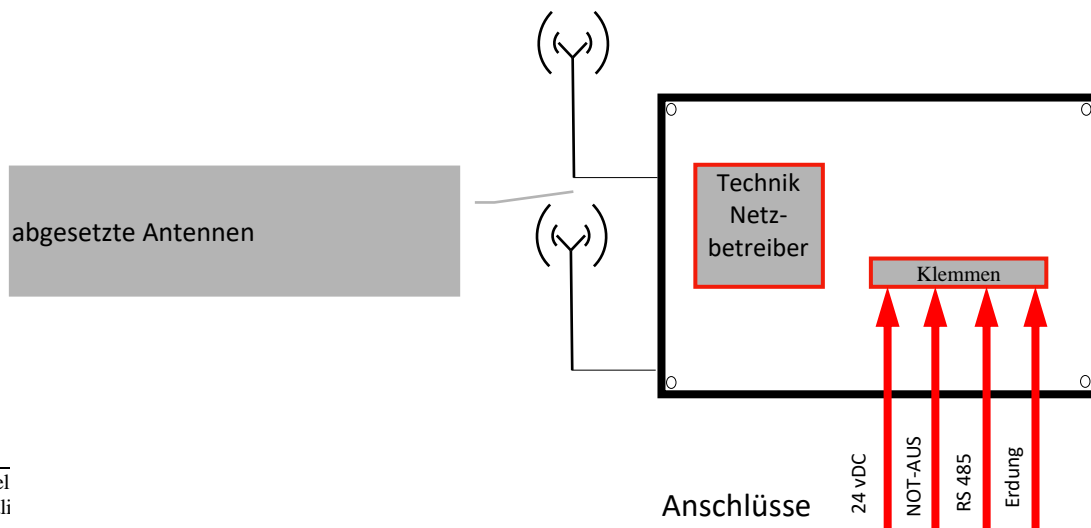 abgesetzte Antennen
Technik
Netz-
betreiber
Klemmen
Anschlüsse
24 vDC
NOT-AUS
RS 485
Erdung